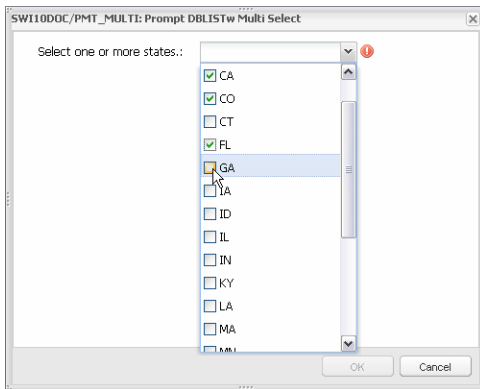 SWI10DOC/PMT_MULTI: Prompt DBLISTw Multi Select
Select one or more states.:
CA
CO
CT
FL
GA
IA
ID
IL
IN
KY
LA
MA
MN
OK
Cancel